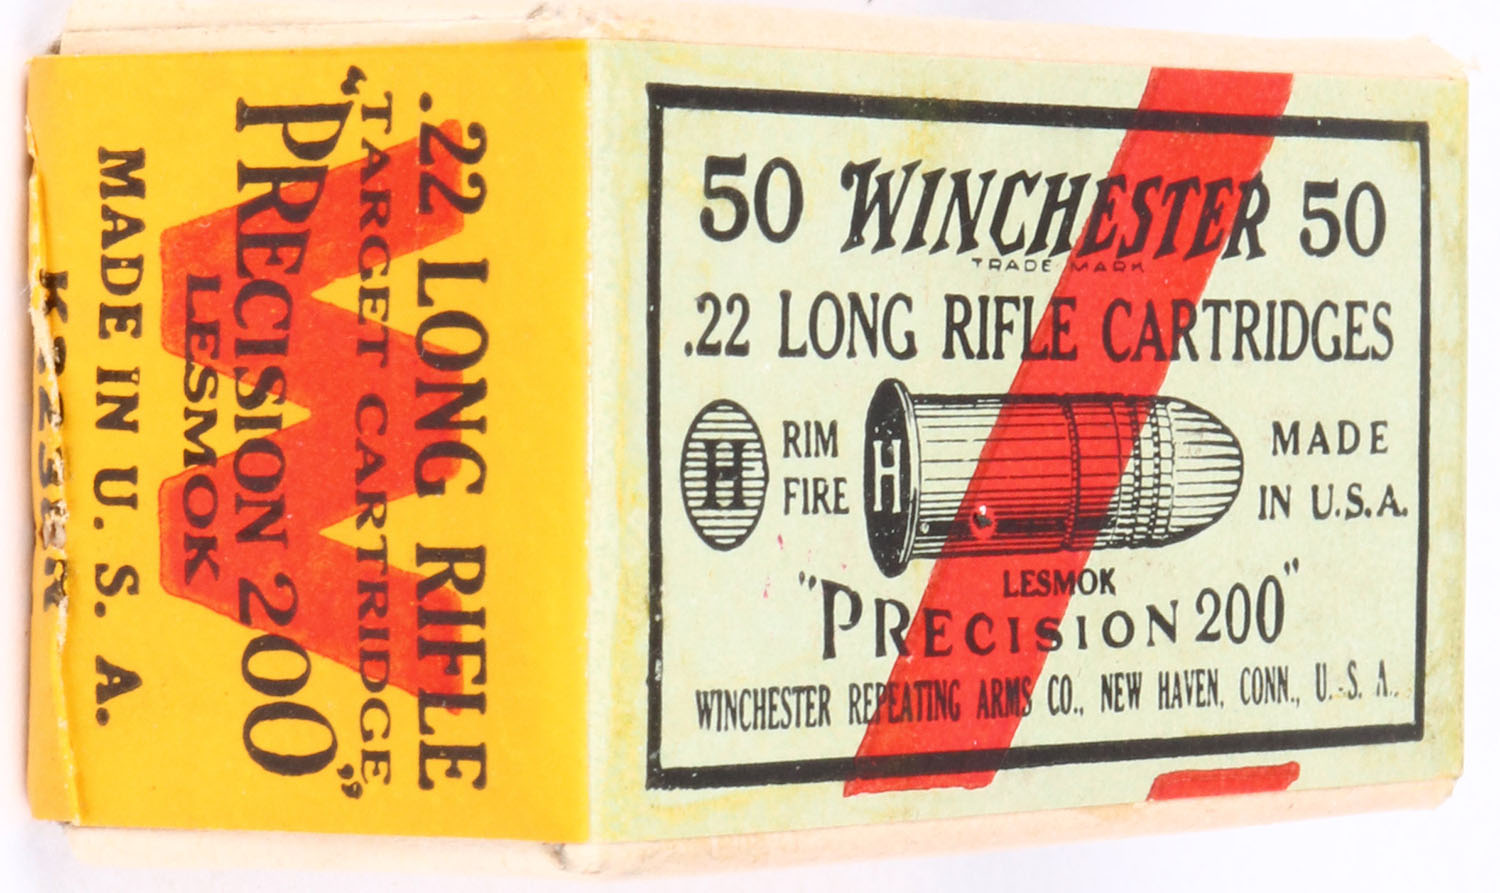 .22 LONG RIFLE
TARGET CARTRIDGE
"PRECISION 200"
LESMOK
MADE IN U. S. A.
50 WINCHESTER 50
TRADE MARK
.22 LONG RIFLE CARTRIDGES
H RIM FIRE H MADE IN U.S.A.
LESMOK
"PRECISION 200"
WINCHESTER REPEATING ARMS CO., NEW HAVEN, CONN., U.S.A.